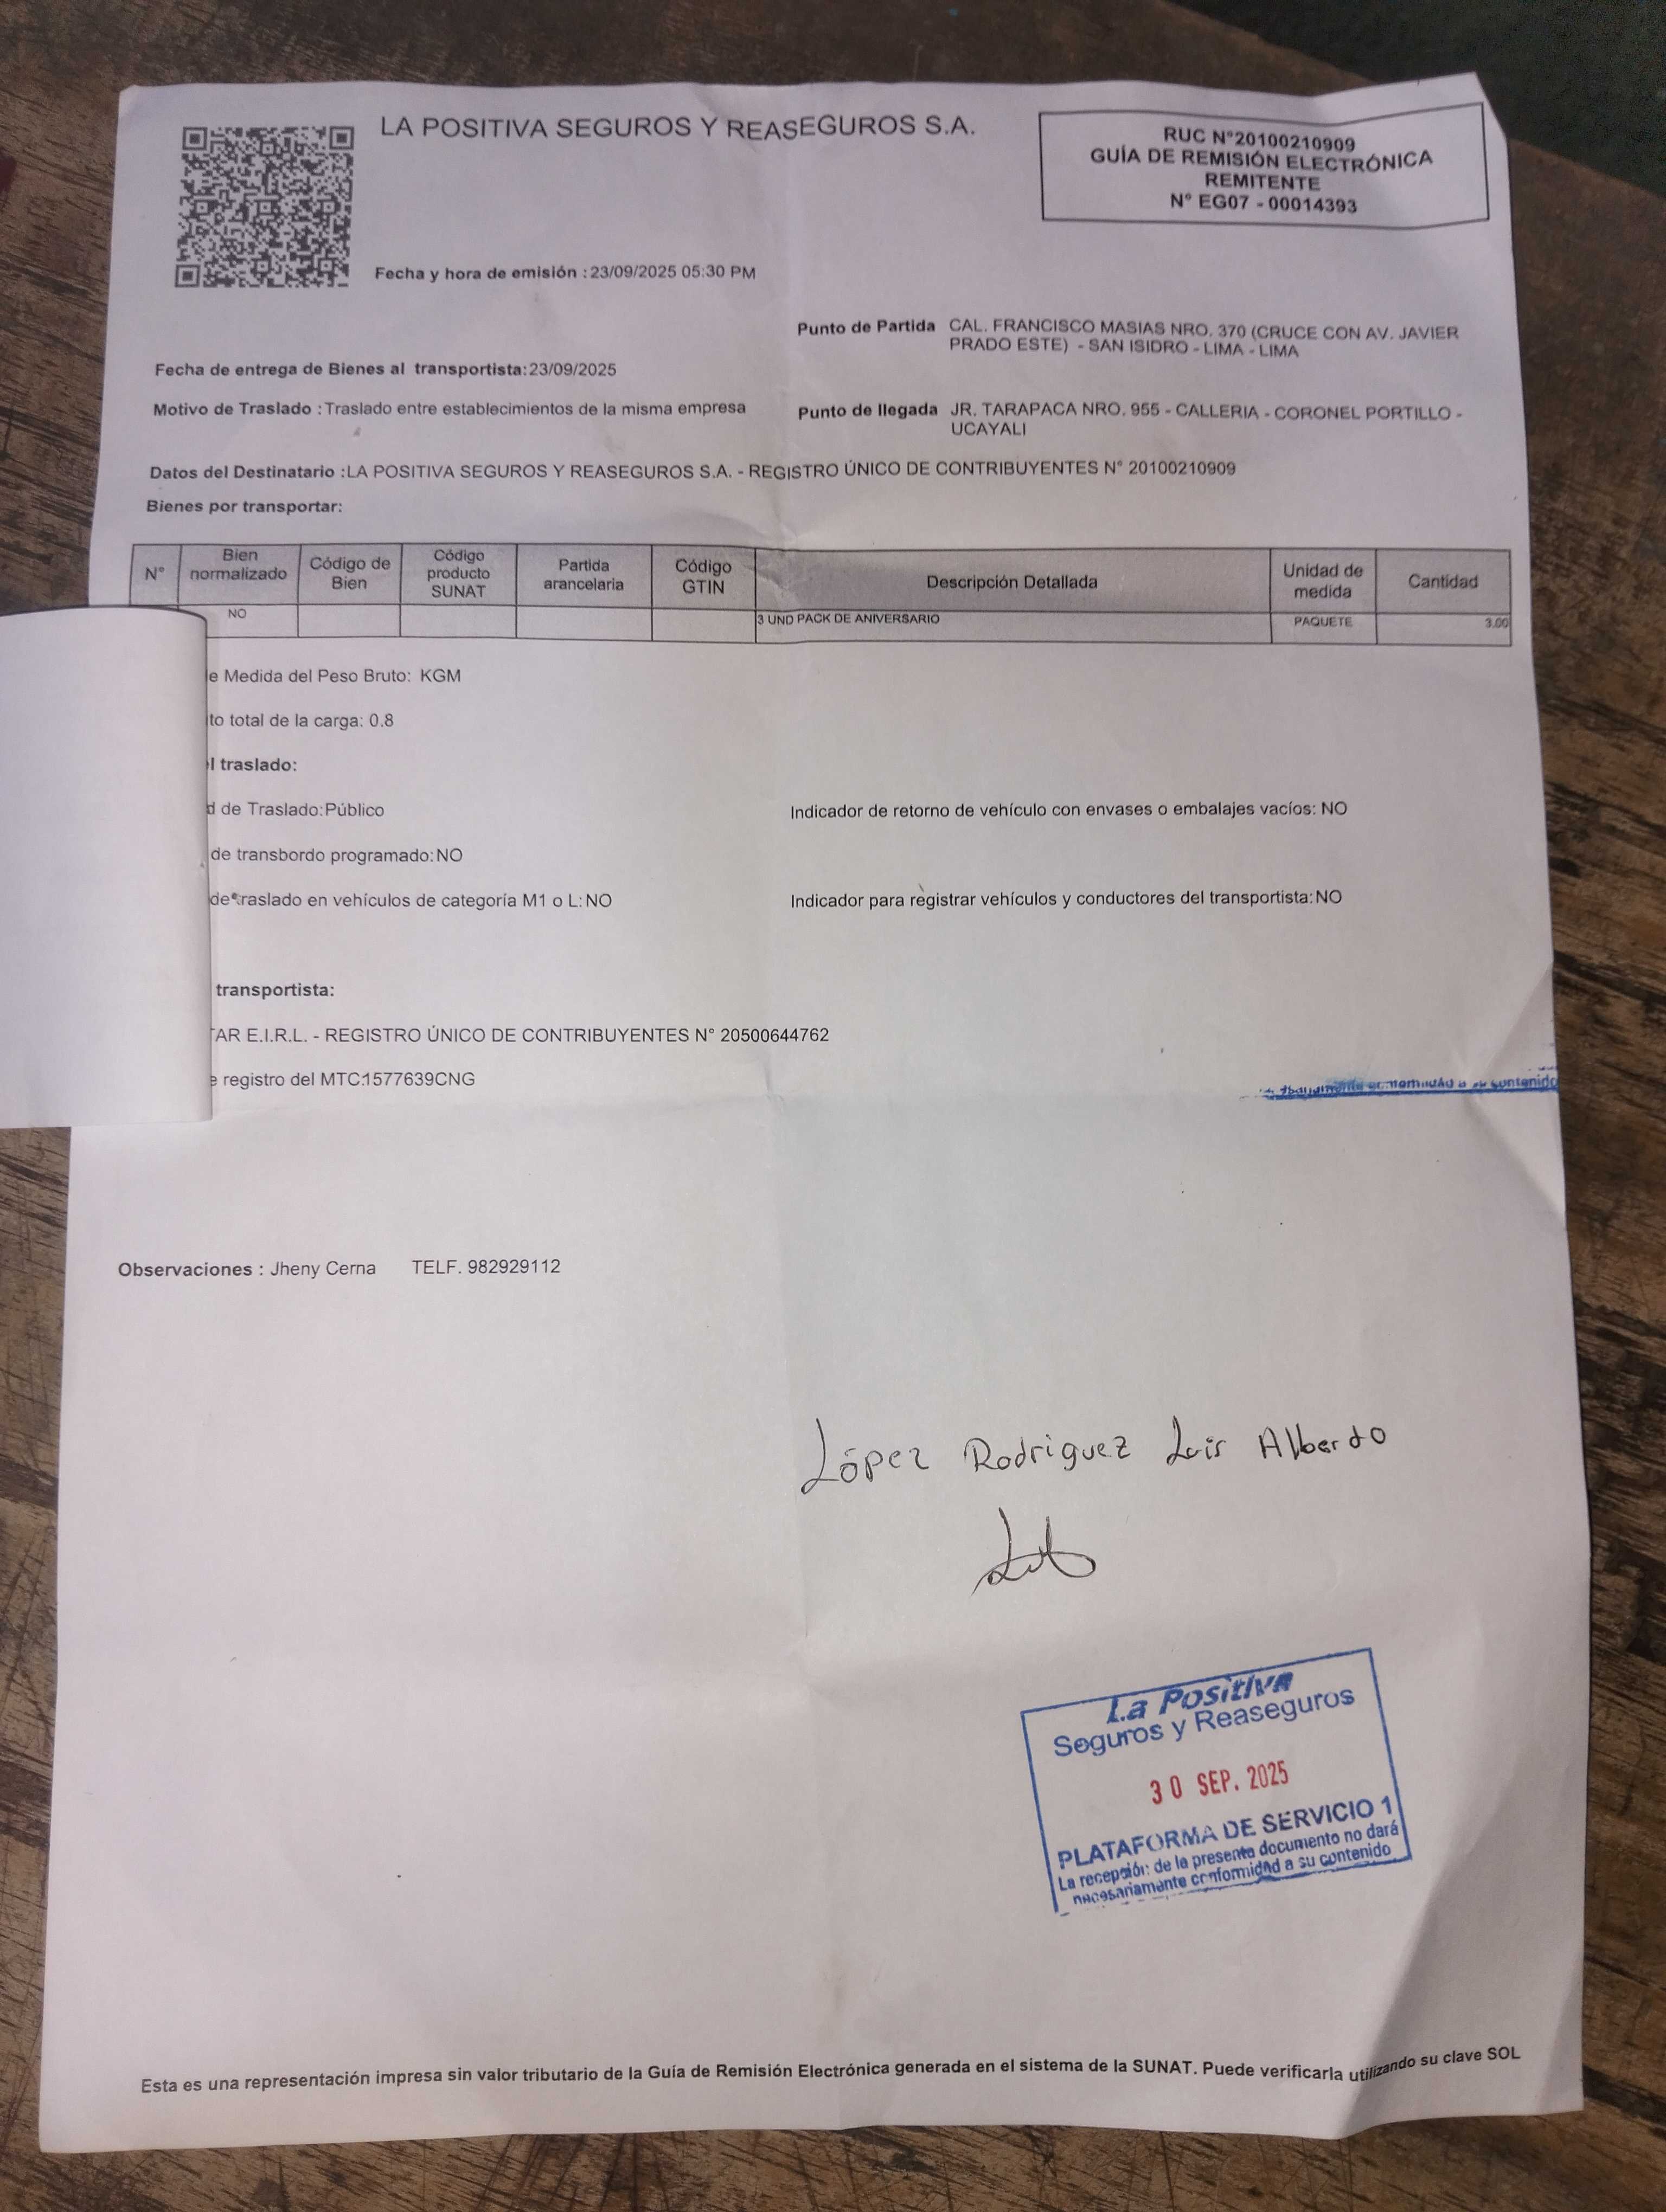 LA POSITIVA SEGUROS Y REASEGUROS S.A.
RUC N°20100210909
GUÍA DE REMISIÓN ELECTRÓNICA
REMITENTE
N° EG07 - 00014393
Fecha y hora de emisión : 23/09/2025 05:30 PM
Punto de Partida CAL. FRANCISCO MASIAS NRO. 370 (CRUCE CON AV. JAVIER
PRADO ESTE) - SAN ISIDRO - LIMA - LIMA
Fecha de entrega de Bienes al transportista: 23/09/2025
Motivo de Traslado : Traslado entre establecimientos de la misma empresa
Punto de llegada JR. TARAPACA NRO. 955 - CALLERIA - CORONEL PORTILLO -
UCAYALI
Datos del Destinatario : LA POSITIVA SEGUROS Y REASEGUROS S.A. - REGISTRO ÚNICO DE CONTRIBUYENTES N° 20100210909
Bienes por transportar:
N° Bien normalizado Código de Bien Código producto SUNAT Partida arancelaria Código GTIN Descripción Detallada Unidad de medida Cantidad
NO 3 UND PACK DE ANIVERSARIO PAQUETE 3.00
e Medida del Peso Bruto: KGM
to total de la carga: 0.8
l traslado:
d de Traslado: Público
Indicador de retorno de vehículo con envases o embalajes vacíos: NO
de transbordo programado: NO
de traslado en vehículos de categoría M1 o L: NO
Indicador para registrar vehículos y conductores del transportista: NO
transportista:
TAR E.I.R.L. - REGISTRO ÚNICO DE CONTRIBUYENTES N° 20500644762
e registro del MTC:1577639CNG
contenido
Observaciones : Jheny Cerna TELF. 982929112
López Rodriguez Luis Alberto
La Positiva
Seguros y Reaseguros
30 SEP. 2025
PLATAFORMA DE SERVICIO 1
La recepción de la presente documento no dará
necesariamente conformidad a su contenido
Esta es una representación impresa sin valor tributario de la Guía de Remisión Electrónica generada en el sistema de la SUNAT. Puede verificarla utilizando su clave SOL